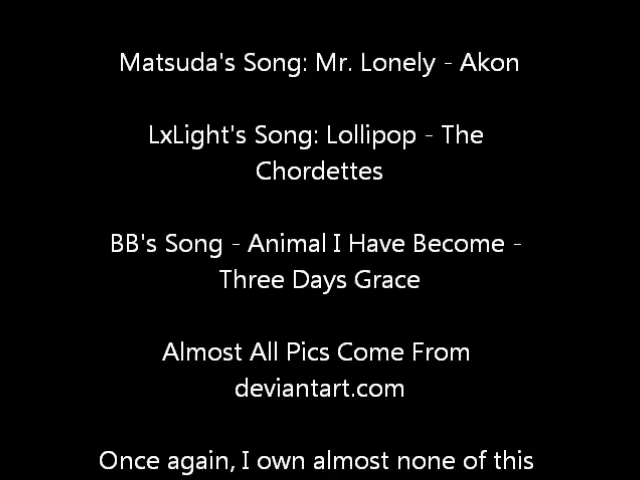 Matsuda's Song: Mr. Lonely - Akon
LxLight's Song: Lollipop - The
Chordettes
BB's Song - Animal I Have Become -
Three Days Grace
Almost All Pics Come From
deviantart.com
Once again, I own almost none of this